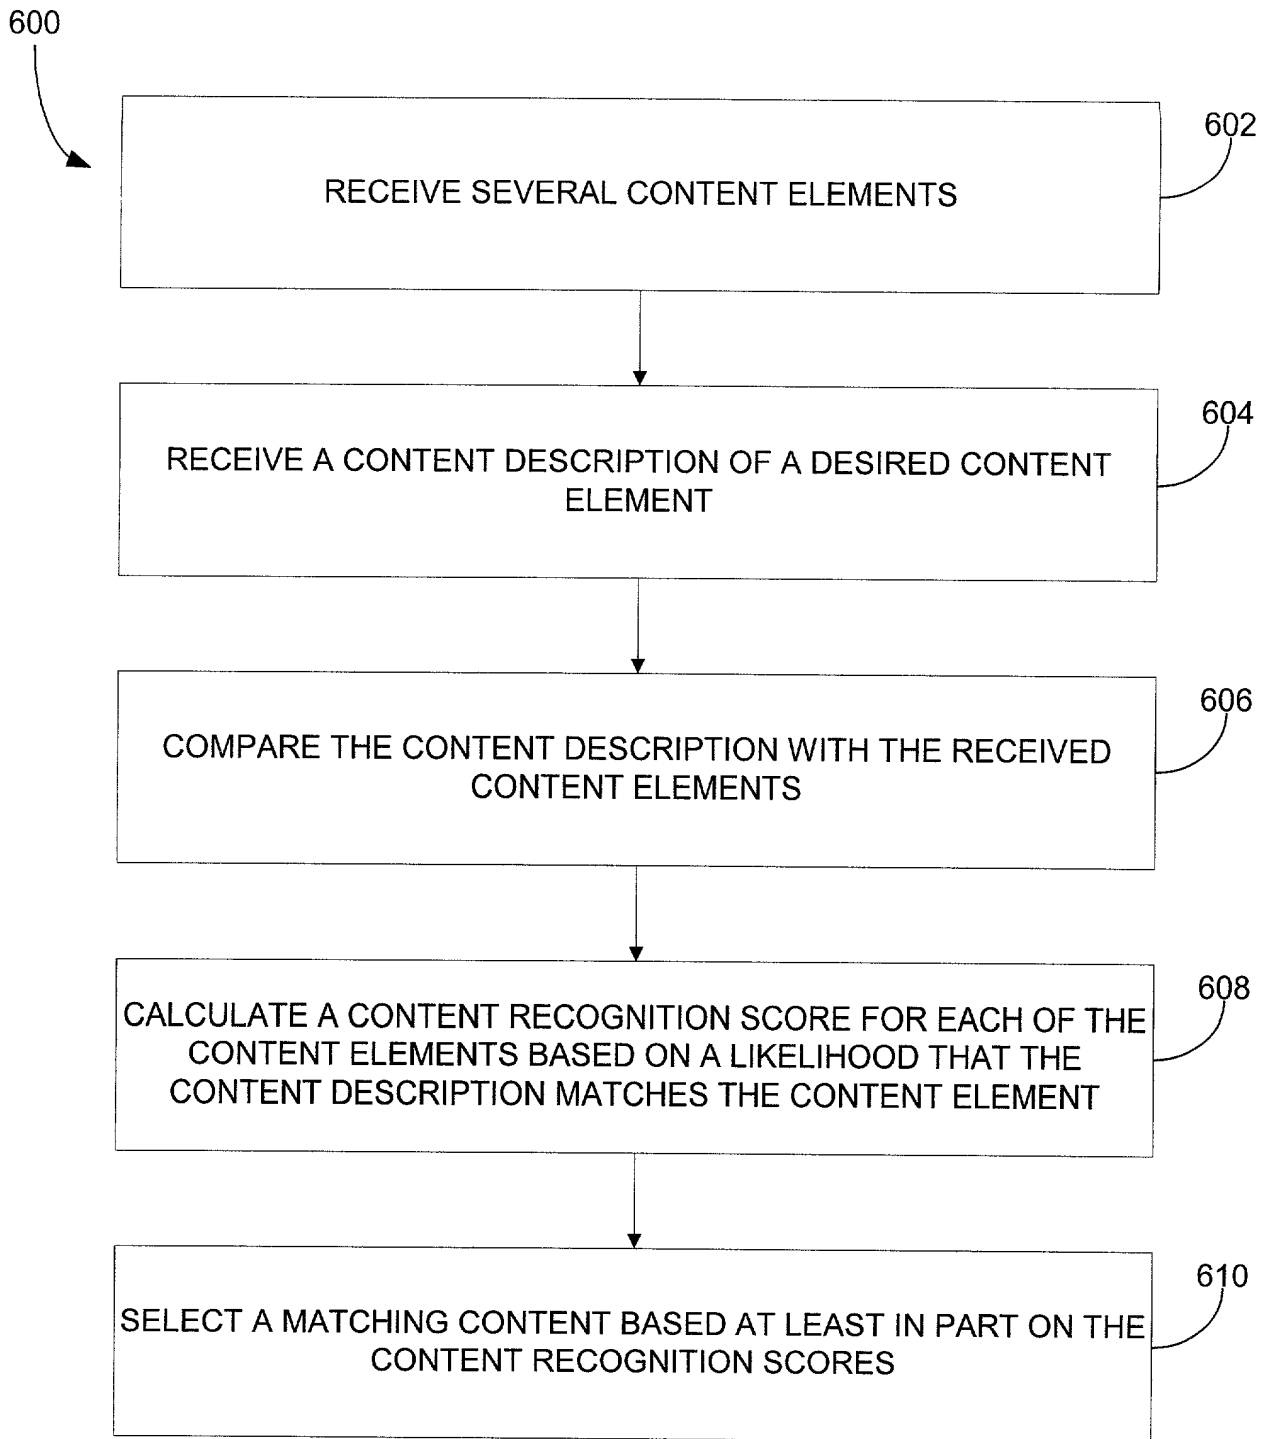 600
602
RECEIVE SEVERAL CONTENT ELEMENTS
604
RECEIVE A CONTENT DESCRIPTION OF A DESIRED CONTENT
ELEMENT
606
COMPARE THE CONTENT DESCRIPTION WITH THE RECEIVED
CONTENT ELEMENTS
608
CALCULATE A CONTENT RECOGNITION SCORE FOR EACH OF THE
CONTENT ELEMENTS BASED ON A LIKELIHOOD THAT THE
CONTENT DESCRIPTION MATCHES THE CONTENT ELEMENT
610
SELECT A MATCHING CONTENT BASED AT LEAST IN PART ON THE
CONTENT RECOGNITION SCORES